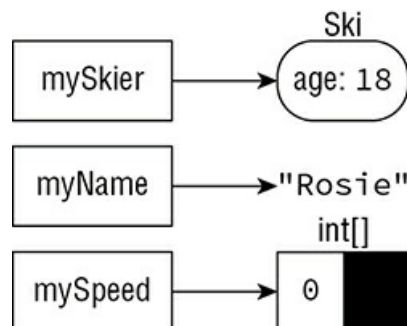 Ski
mySkier
age: 18
myName
"Rosie"
int[]
mySpeed
0